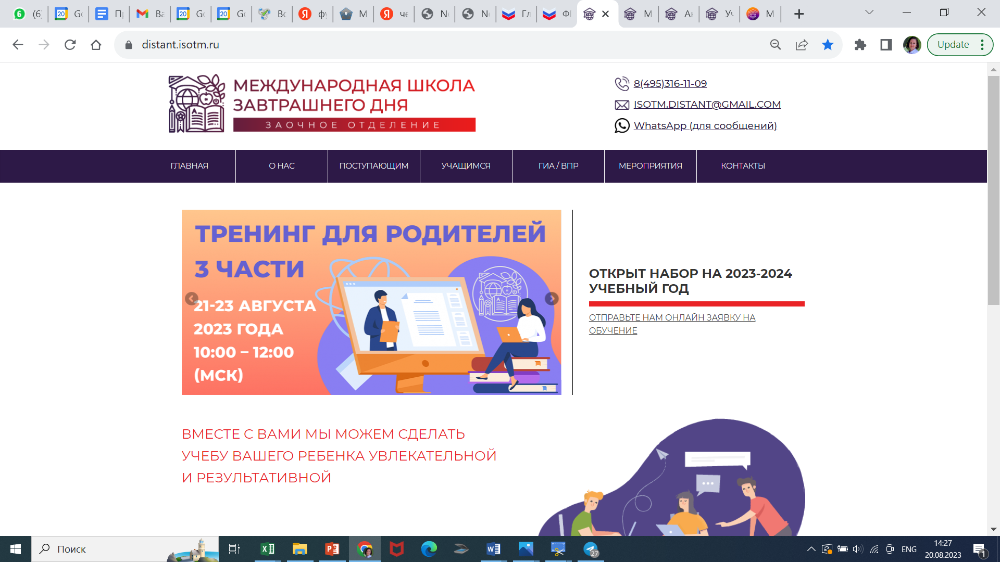 distant.isotm.ru
Update
МЕЖДУНАРОДНАЯ ШКОЛА
ЗАВТРАШНЕГО ДНЯ
ЗАОЧНОЕ ОТДЕЛЕНИЕ
8(495)316-11-09
ISOTM.DISTANT@GMAIL.COM
WhatsApp (для сообщений)
ГЛАВНАЯ
О НАС
ПОСТУПАЮЩИМ
УЧАЩИМСЯ
ГИА / ВПР
МЕРОПРИЯТИЯ
КОНТАКТЫ
ТРЕНИНГ ДЛЯ РОДИТЕЛЕЙ
3 ЧАСТИ
21-23 АВГУСТА
2023 ГОДА
10:00 – 12:00
(МСК)
ОТКРЫТ НАБОР НА 2023-2024
УЧЕБНЫЙ ГОД
ОТПРАВЬТЕ НАМ ОНЛАЙН ЗАЯВКУ НА
ОБУЧЕНИЕ
ВМЕСТЕ С ВАМИ МЫ МОЖЕМ СДЕЛАТЬ
УЧЕБУ ВАШЕГО РЕБЕНКА УВЛЕКАТЕЛЬНОЙ
И РЕЗУЛЬТАТИВНОЙ
Поиск
27
ENG
14:27
20.08.2023
1